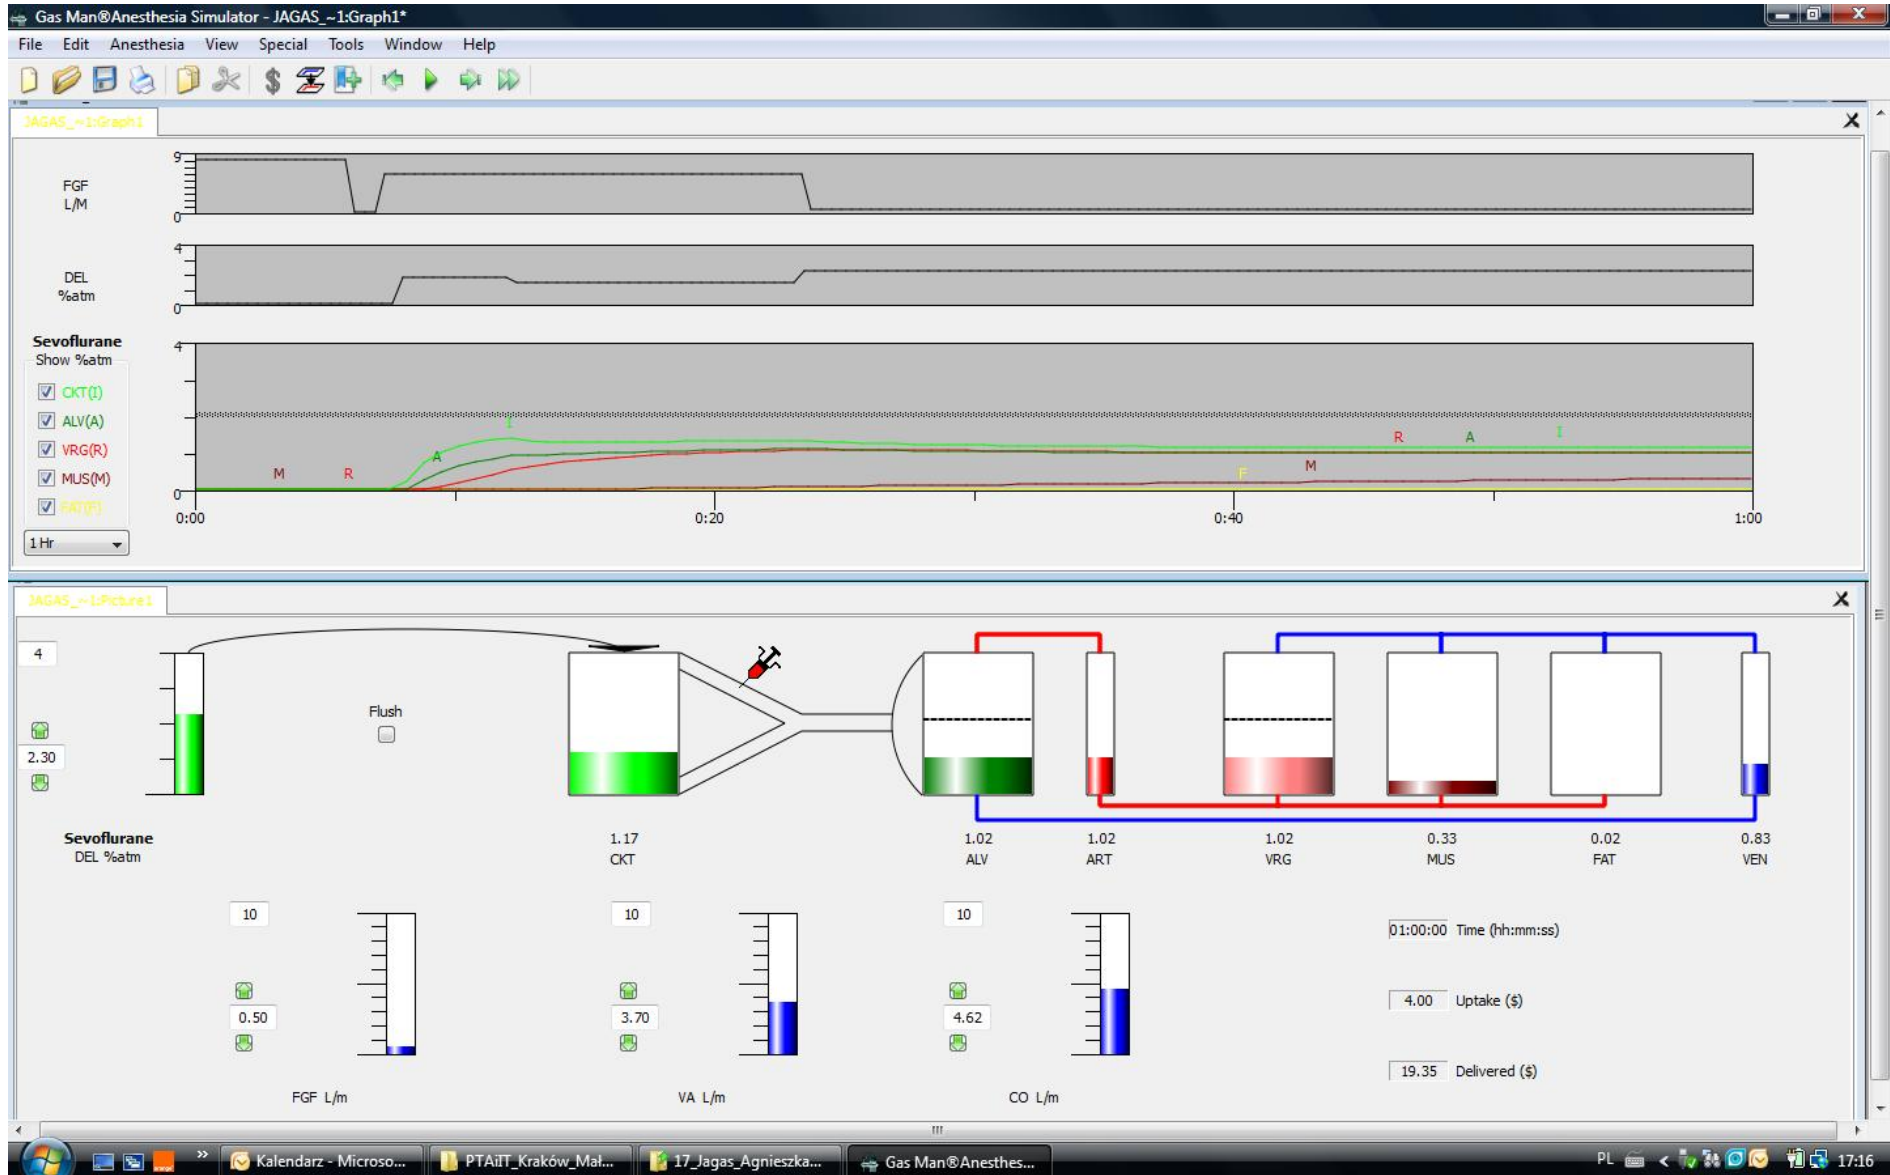 Gas Man®Anesthesia Simulator - JAGAS_~1:Graph1*
File Edit Anesthesia View Special Tools Window Help
JAGAS_~1:Graph1
9
FGF
L/M
0
4
DEL
%atm
0
Sevoflurane
Show %atm
4
CKT(I)
ALV(A)
VRG(R)
MUS(M)
FAT(F)
I
A
M R
R A I
F M
0
0:00 0:20 0:40 1:00
1 Hr
JAGAS_~1:Picture1
4
Flush
2.30
Sevoflurane
DEL %atm
1.17 1.02 1.02 1.02 0.33 0.02 0.83
CKT ALV ART VRG MUS FAT VEN
10 10 10
01:00:00 Time (hh:mm:ss)
4.00 Uptake ($)
0.50 3.70 4.62
19.35 Delivered ($)
FGF L/m VA L/m CO L/m
Kalendarz - Microso... PTAiIT_Kraków_Mał... 17_Jagas_Agnieszka... Gas Man®Anesthes... PL 17:16